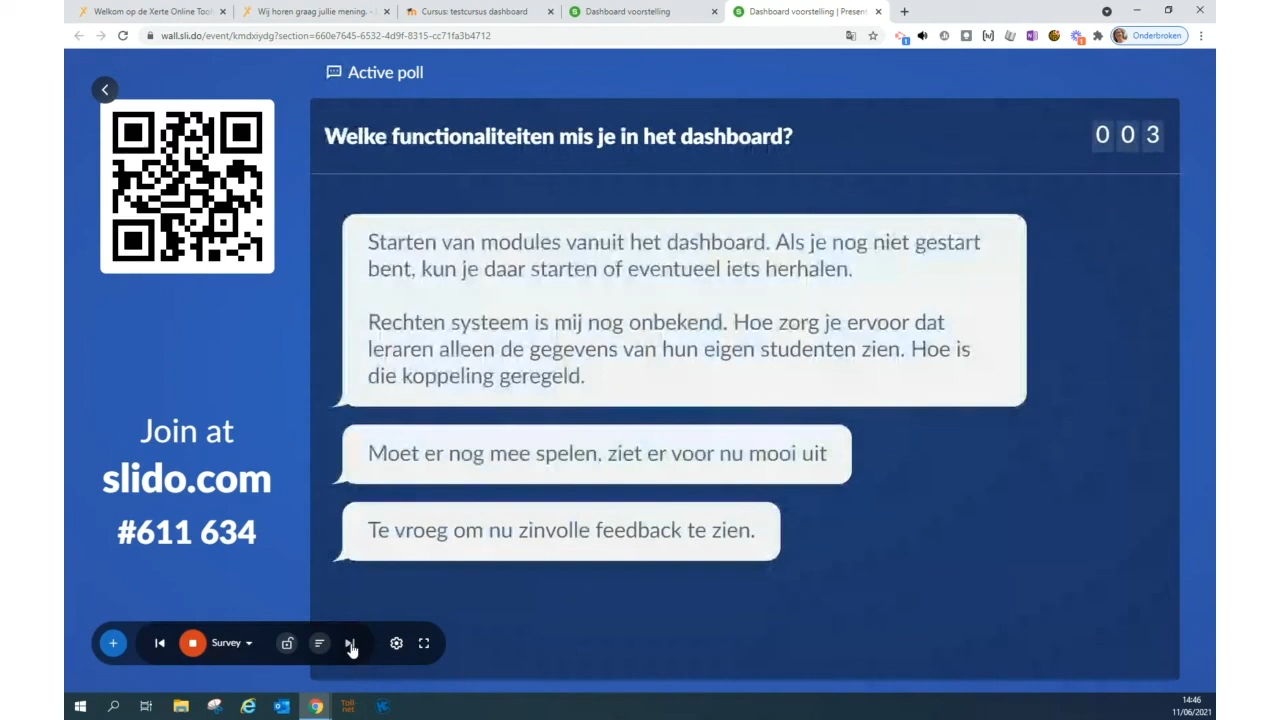 Welkom op de Xerte Online Too
Wij horen graag jullie mening. -
Cursus: testcursus dashboard
Dashboard voorstelling
Dashboard voorstelling | Present
wall.sli.do/event/kmdxiydg?section=660e7645-6532-4d9f-8315-cc71fa3b4712
Onderbroken
Active poll
Welke functionaliteiten mis je in het dashboard?
003
Starten van modules vanuit het dashboard. Als je nog niet gestart
bent, kun je daar starten of eventueel iets herhalen.
Rechten systeem is mij nog onbekend. Hoe zorg je ervoor dat
leraren alleen de gegevens van hun eigen studenten zien. Hoe is
die koppeling geregeld.
Moet er nog mee spelen, ziet er voor nu mooi uit
Te vroeg om nu zinvolle feedback te zien.
Join at
slido.com
#611 634
Survey
Toll-
net
14:46
11/06/2021